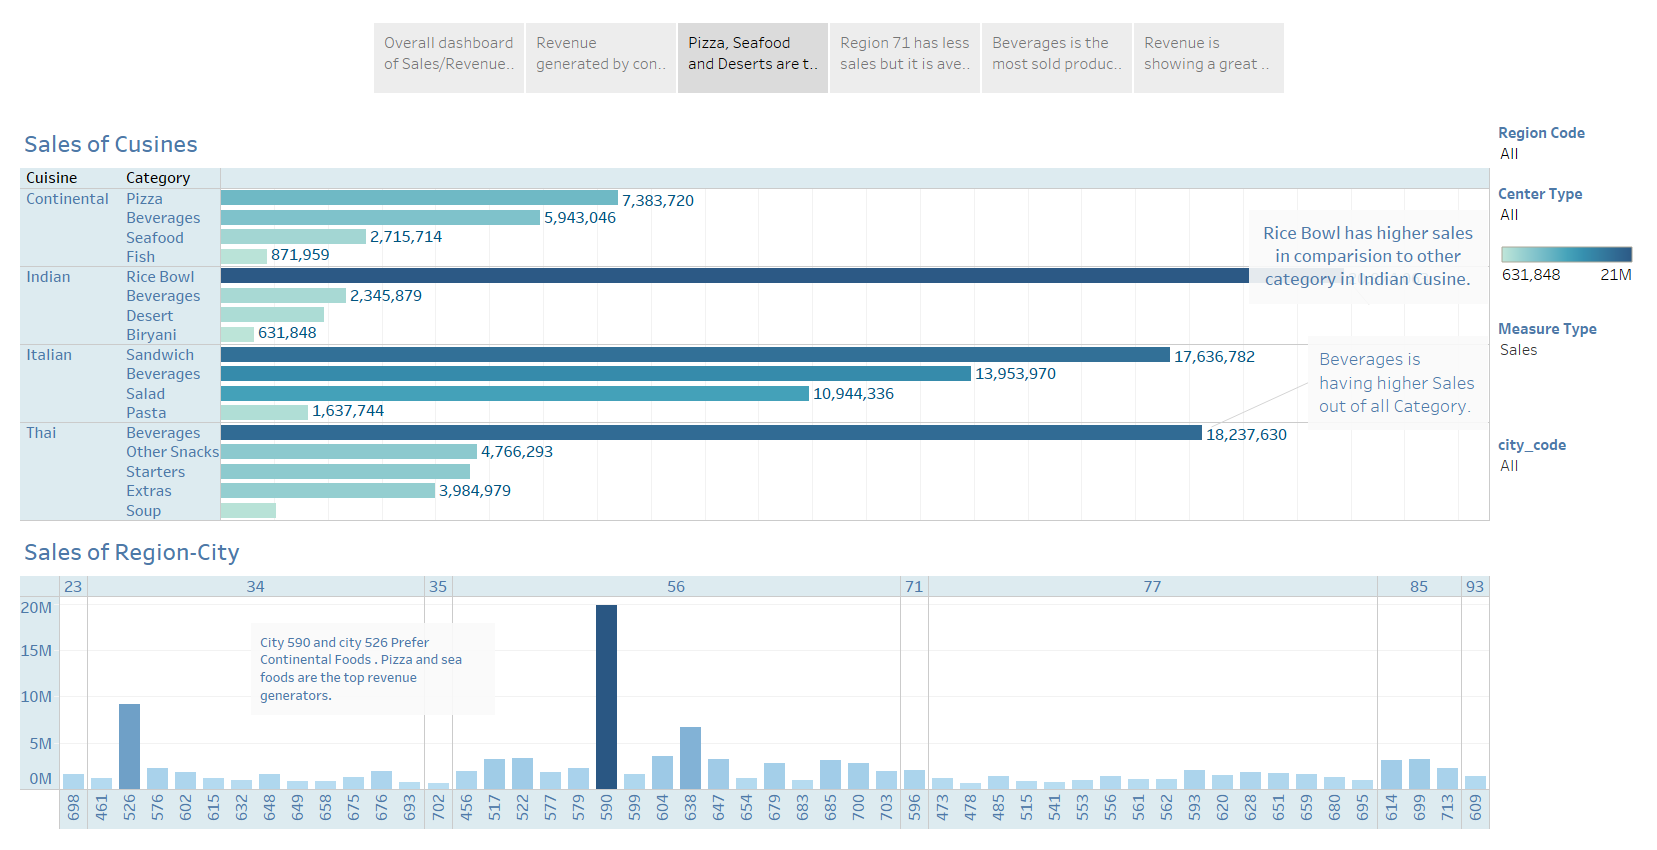 Overall dashboard
of Sales/Revenue..
Revenue
generated by con..
Pizza, Seafood
and Deserts are t..
Region 71 has less
sales but it is ave..
Beverages is the
most sold produc..
Revenue is
showing a great ..
Sales of Cusines
Cuisine Category
Continental Pizza 7,383,720
Beverages 5,943,046
Seafood 2,715,714
Fish 871,959
Indian Rice Bowl
Beverages 2,345,879
Desert
Biryani 631,848
Italian Sandwich 17,636,782
Beverages 13,953,970
Salad 10,944,336
Pasta 1,637,744
Thai Beverages 18,237,630
Other Snacks 4,766,293
Starters
Extras 3,984,979
Soup
Rice Bowl has higher sales
in comparision to other
category in Indian Cusine.
Beverages is
having higher Sales
out of all Category.
Region Code
All
Center Type
All
631,848 21M
Measure Type
Sales
city_code
All
Sales of Region-City
23 34 35 56 71 77 85 93
20M
15M
10M
5M
0M
City 590 and city 526 Prefer
Continental Foods . Pizza and sea
foods are the top revenue
generators.
698 461 526 576 602 615 632 648 649 658 675 676 693 702 456 517 522 577 579 590 599 604 638 647 654 679 683 685 700 703 596 473 478 485 515 541 553 556 561 562 593 620 628 651 659 680 695 614 699 713 609